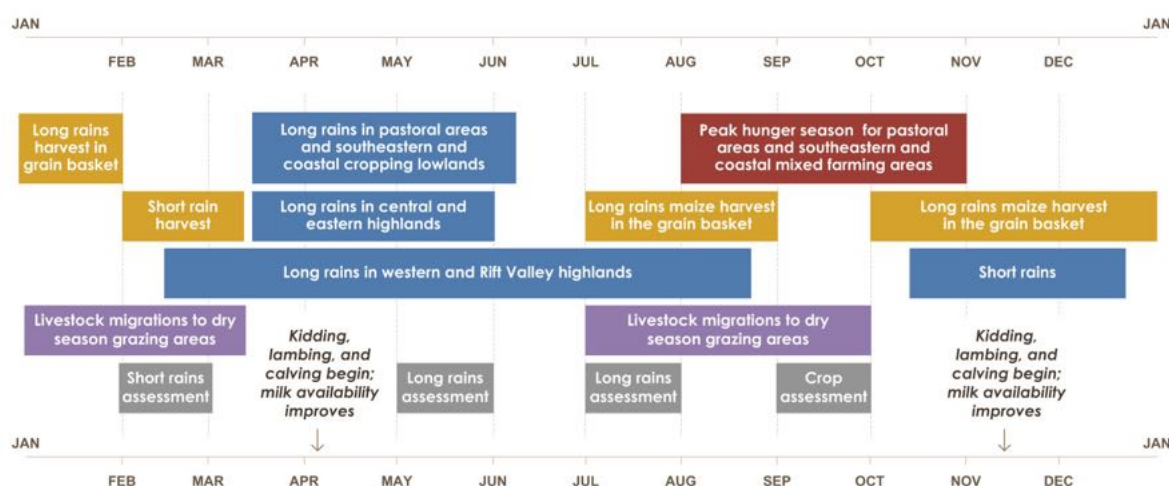 JAN
JAN
FEB MAR APR MAY JUN JUL AUG SEP OCT NOV DEC
Long rains
harvest in
grain basket
Long rains in pastoral areas
and southeastern and
coastal cropping lowlands
Peak hunger season for pastoral
areas and southeastern and
coastal mixed farming areas
Short rain
harvest
Long rains in central and
eastern highlands
Long rains maize harvest
in the grain basket
Long rains maize harvest
in the grain basket
Long rains in western and Rift Valley highlands
Short rains
Livestock migrations to dry
season grazing areas
Livestock migrations to dry
season grazing areas
Kidding,
lambing, and
calving begin;
milk availability
improves
Kidding,
lambing, and
calving begin;
milk availability
improves
Short rains
assessment
Long rains
assessment
Long rains
assessment
Crop
assessment
JAN
JAN
FEB MAR APR MAY JUN JUL AUG SEP OCT NOV DEC